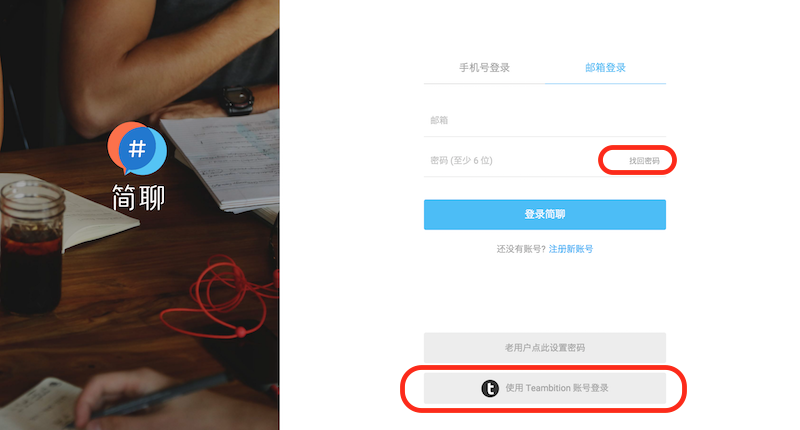 #
简聊
手机号登录 邮箱登录
邮箱
密码 (至少 6 位) 找回密码
登录简聊
还没有账号? 注册新账号
老用户点此设置密码
t 使用 Teambition 账号登录